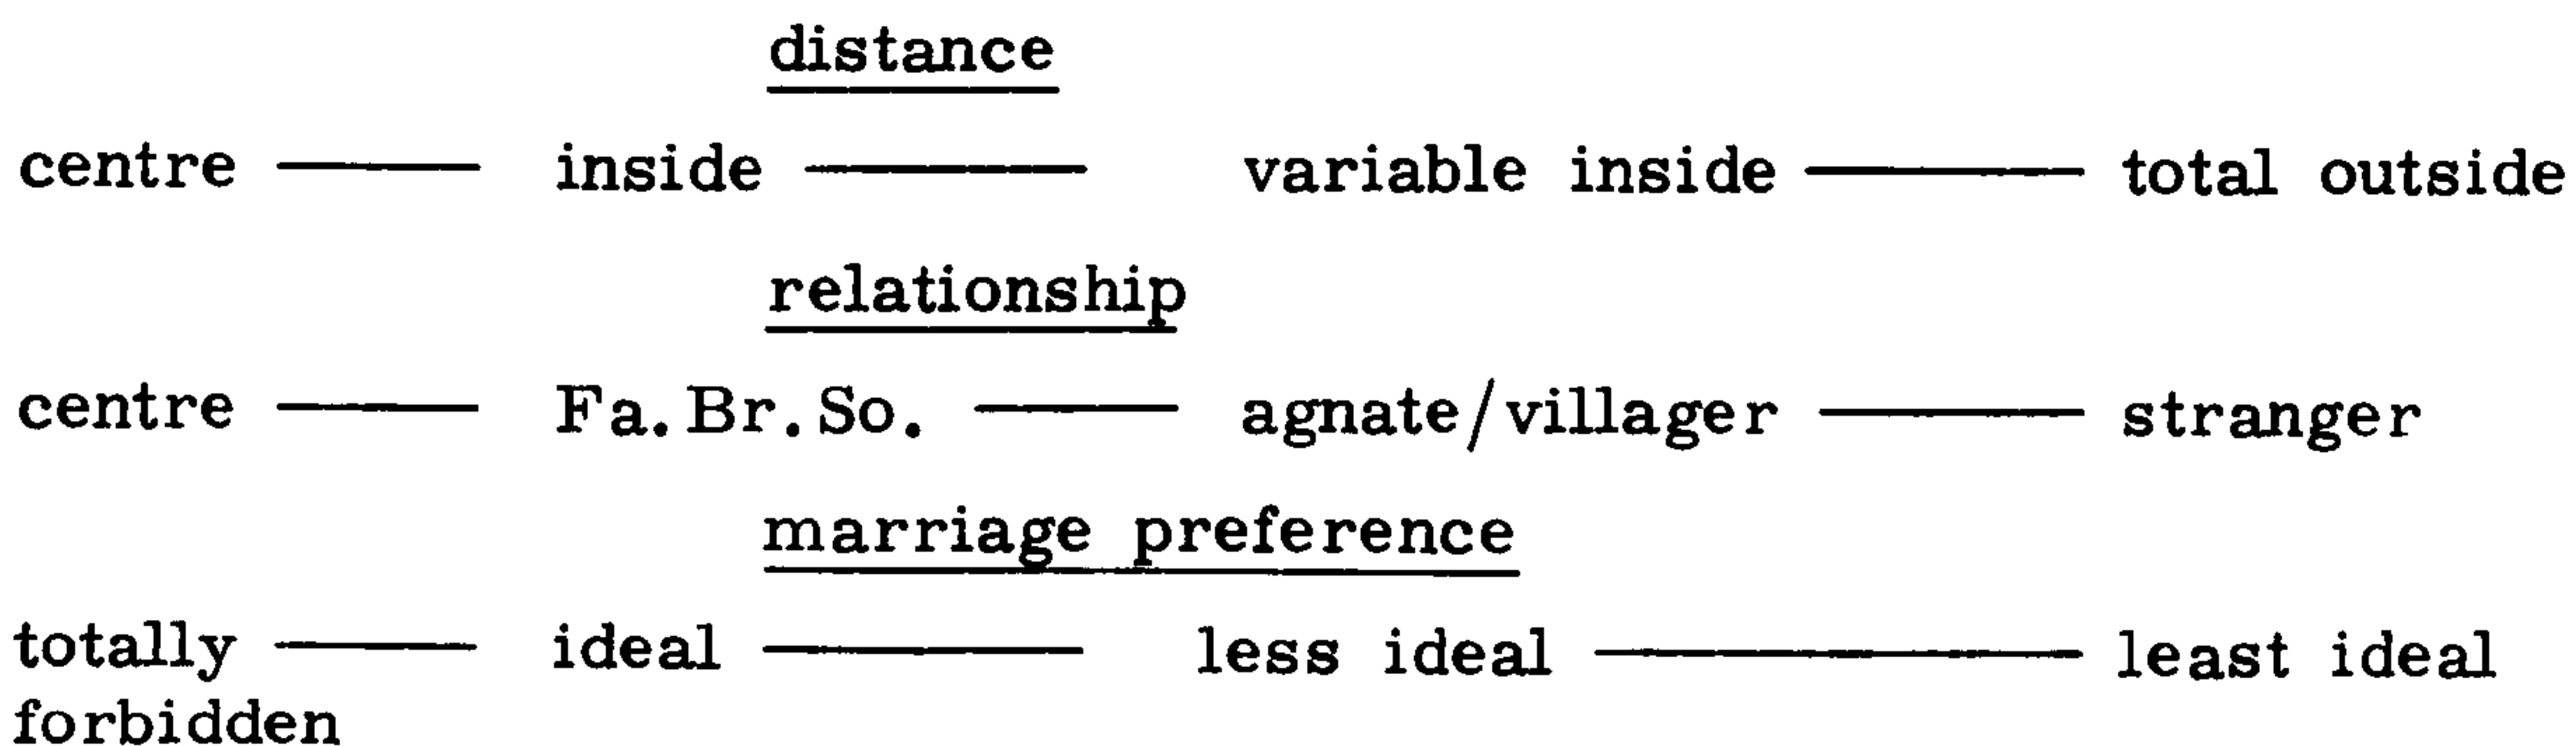 distance
centre —— inside —— variable inside —— total outside
relationship
centre —— Fa.Br.So. —— agnate/villager —— stranger
marriage preference
totally —— ideal —— less ideal —— least ideal
forbidden